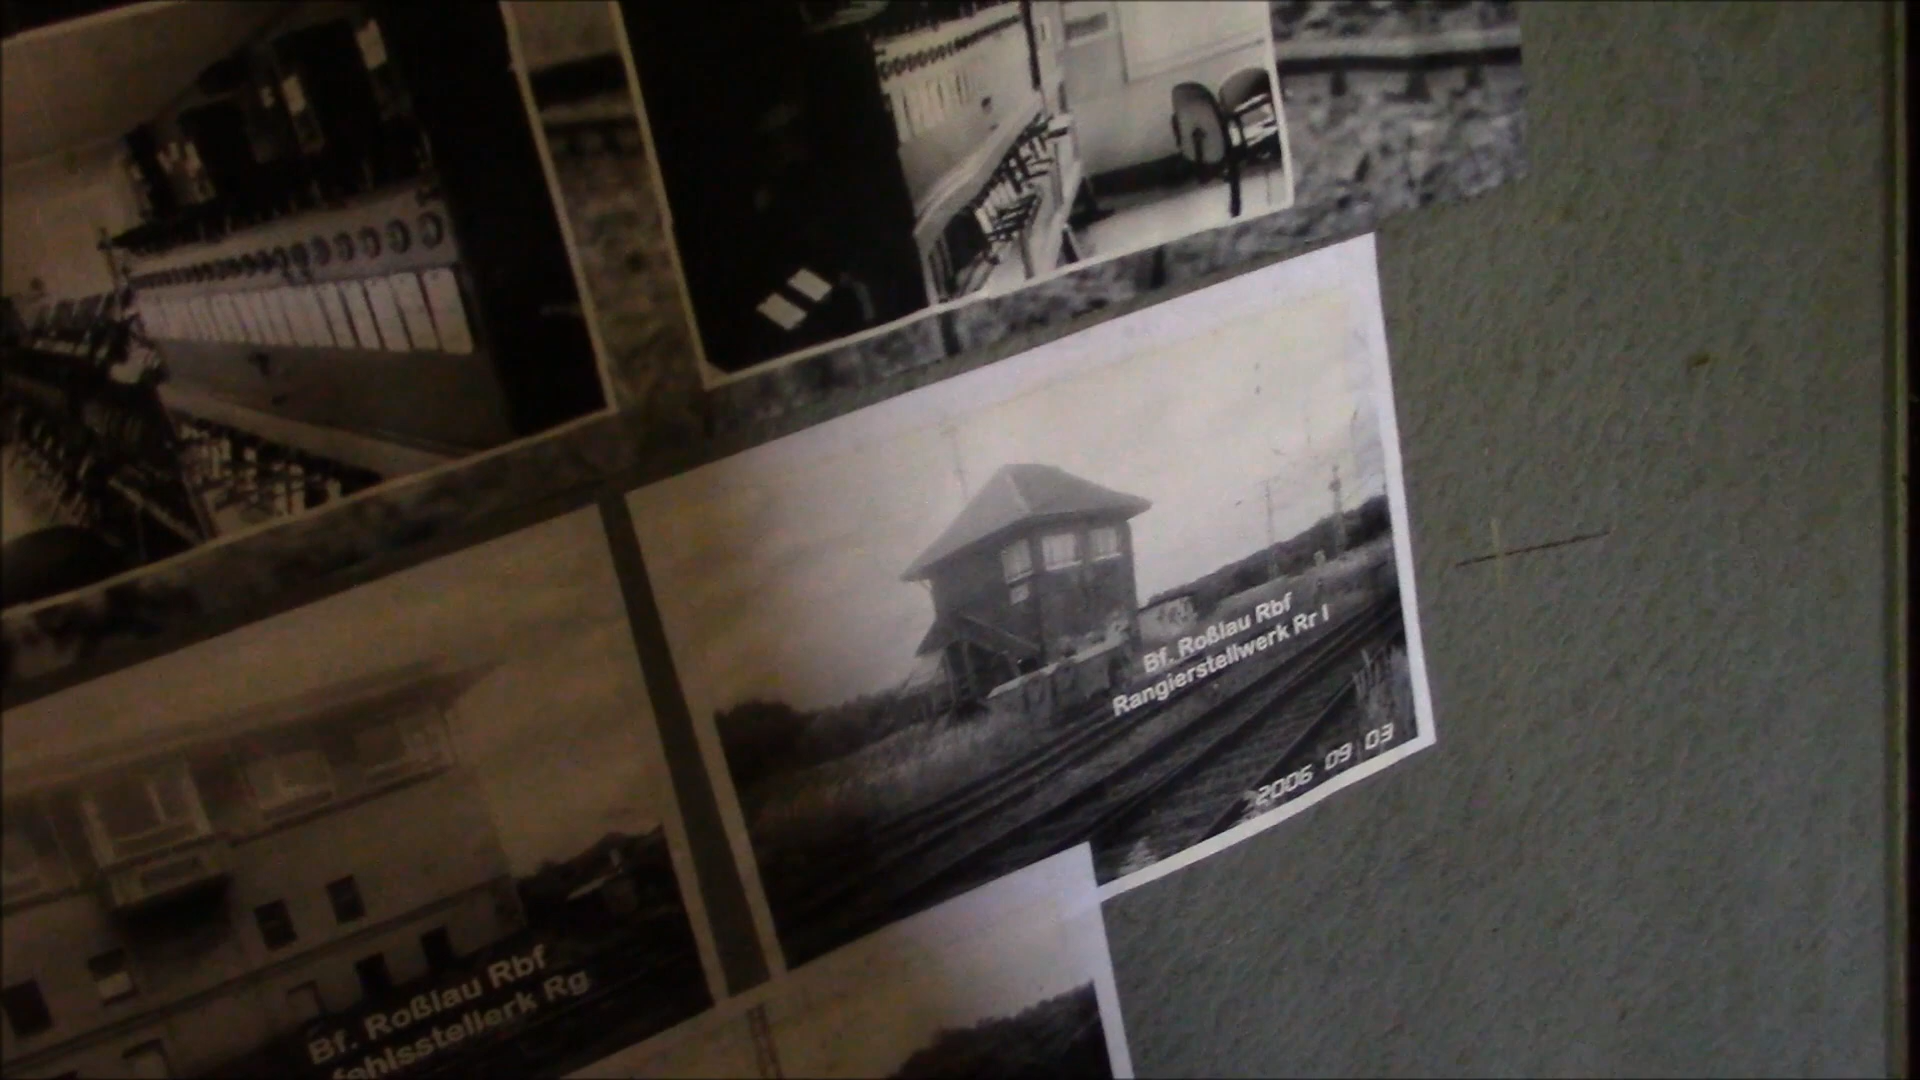 Bf. Roßlau Rbf
Rangierstellwerk Rr I
2006 09 03
Bf. Roßlau Rbf
fehlsstellerk Rg